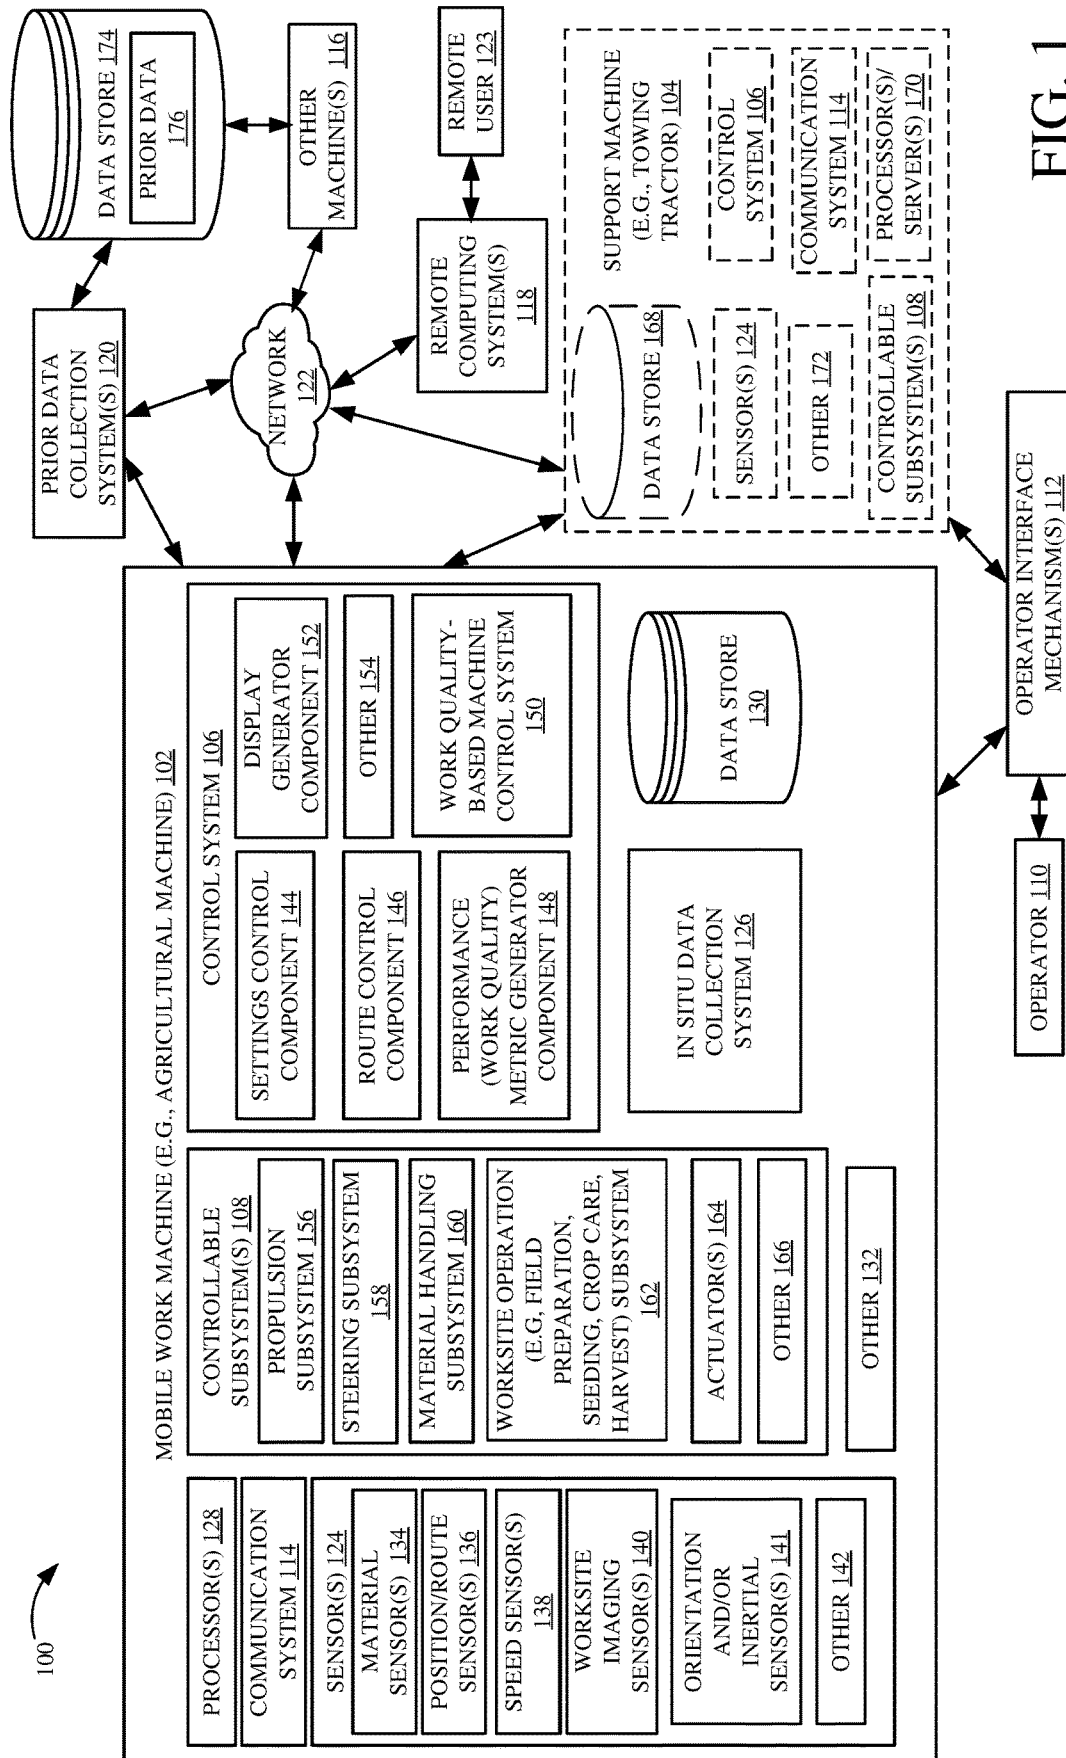 100
MOBILE WORK MACHINE (E.G., AGRICULTURAL MACHINE) 102
PROCESSOR(S) 128
COMMUNICATION
SYSTEM 114
SENSOR(S) 124
MATERIAL
SENSOR(S) 134
POSITION/ROUTE
SENSOR(S) 136
SPEED SENSOR(S)
138
WORKSITE
IMAGING
SENSOR(S) 140
ORIENTATION
AND/OR
INERTIAL
SENSOR(S) 141
OTHER 142
CONTROLLABLE
SUBSYSTEM(S) 108
PROPULSION
SUBSYSTEM 156
STEERING SUBSYSTEM
158
MATERIAL HANDLING
SUBSYSTEM 160
WORKSITE OPERATION
(E.G, FIELD
PREPARATION,
SEEDING, CROP CARE,
HARVEST) SUBSYSTEM
162
ACTUATOR(S) 164
OTHER 166
OTHER 132
CONTROL SYSTEM 106
SETTINGS CONTROL
COMPONENT 144
ROUTE CONTROL
COMPONENT 146
PERFORMANCE
(WORK QUALITY)
METRIC GENERATOR
COMPONENT 148
DISPLAY
GENERATOR
COMPONENT 152
OTHER 154
WORK QUALITY-
BASED MACHINE
CONTROL SYSTEM
150
IN SITU DATA
COLLECTION
SYSTEM 126
DATA STORE
130
PRIOR DATA
COLLECTION
SYSTEM(S) 120
DATA STORE 174
PRIOR DATA
176
NETWORK
122
OTHER
MACHINE(S) 116
REMOTE
COMPUTING
SYSTEM(S)
118
REMOTE
USER 123
SUPPORT MACHINE
(E.G., TOWING
TRACTOR) 104
DATA STORE 168
CONTROL
SYSTEM 106
SENSOR(S) 124
COMMUNICATION
SYSTEM 114
OTHER 172
PROCESSOR(S)/
SERVER(S) 170
CONTROLLABLE
SUBSYSTEM(S) 108
OPERATOR 110
OPERATOR INTERFACE
MECHANISM(S) 112
FIG. 1